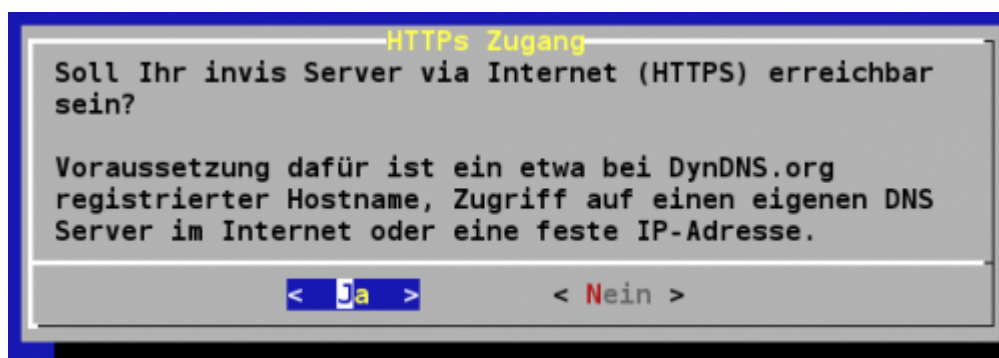 HTTPs Zugang
Soll Ihr invis Server via Internet (HTTPS) erreichbar
sein?
Voraussetzung dafür ist ein etwa bei DynDNS.org
registrierter Hostname, Zugriff auf einen eigenen DNS
Server im Internet oder eine feste IP-Adresse.
< Ja > < Nein >